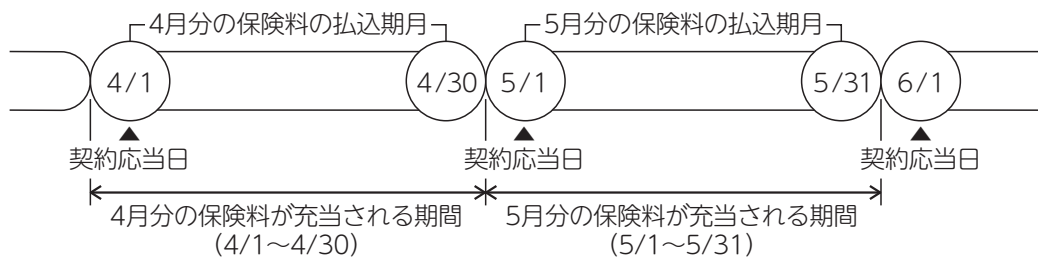 4月分の保険料の払込期月
5月分の保険料の払込期月
4/1
4/30
5/1
5/31
6/1
契約応当日
契約応当日
契約応当日
4月分の保険料が充当される期間
(4/1～4/30)
5月分の保険料が充当される期間
(5/1～5/31)